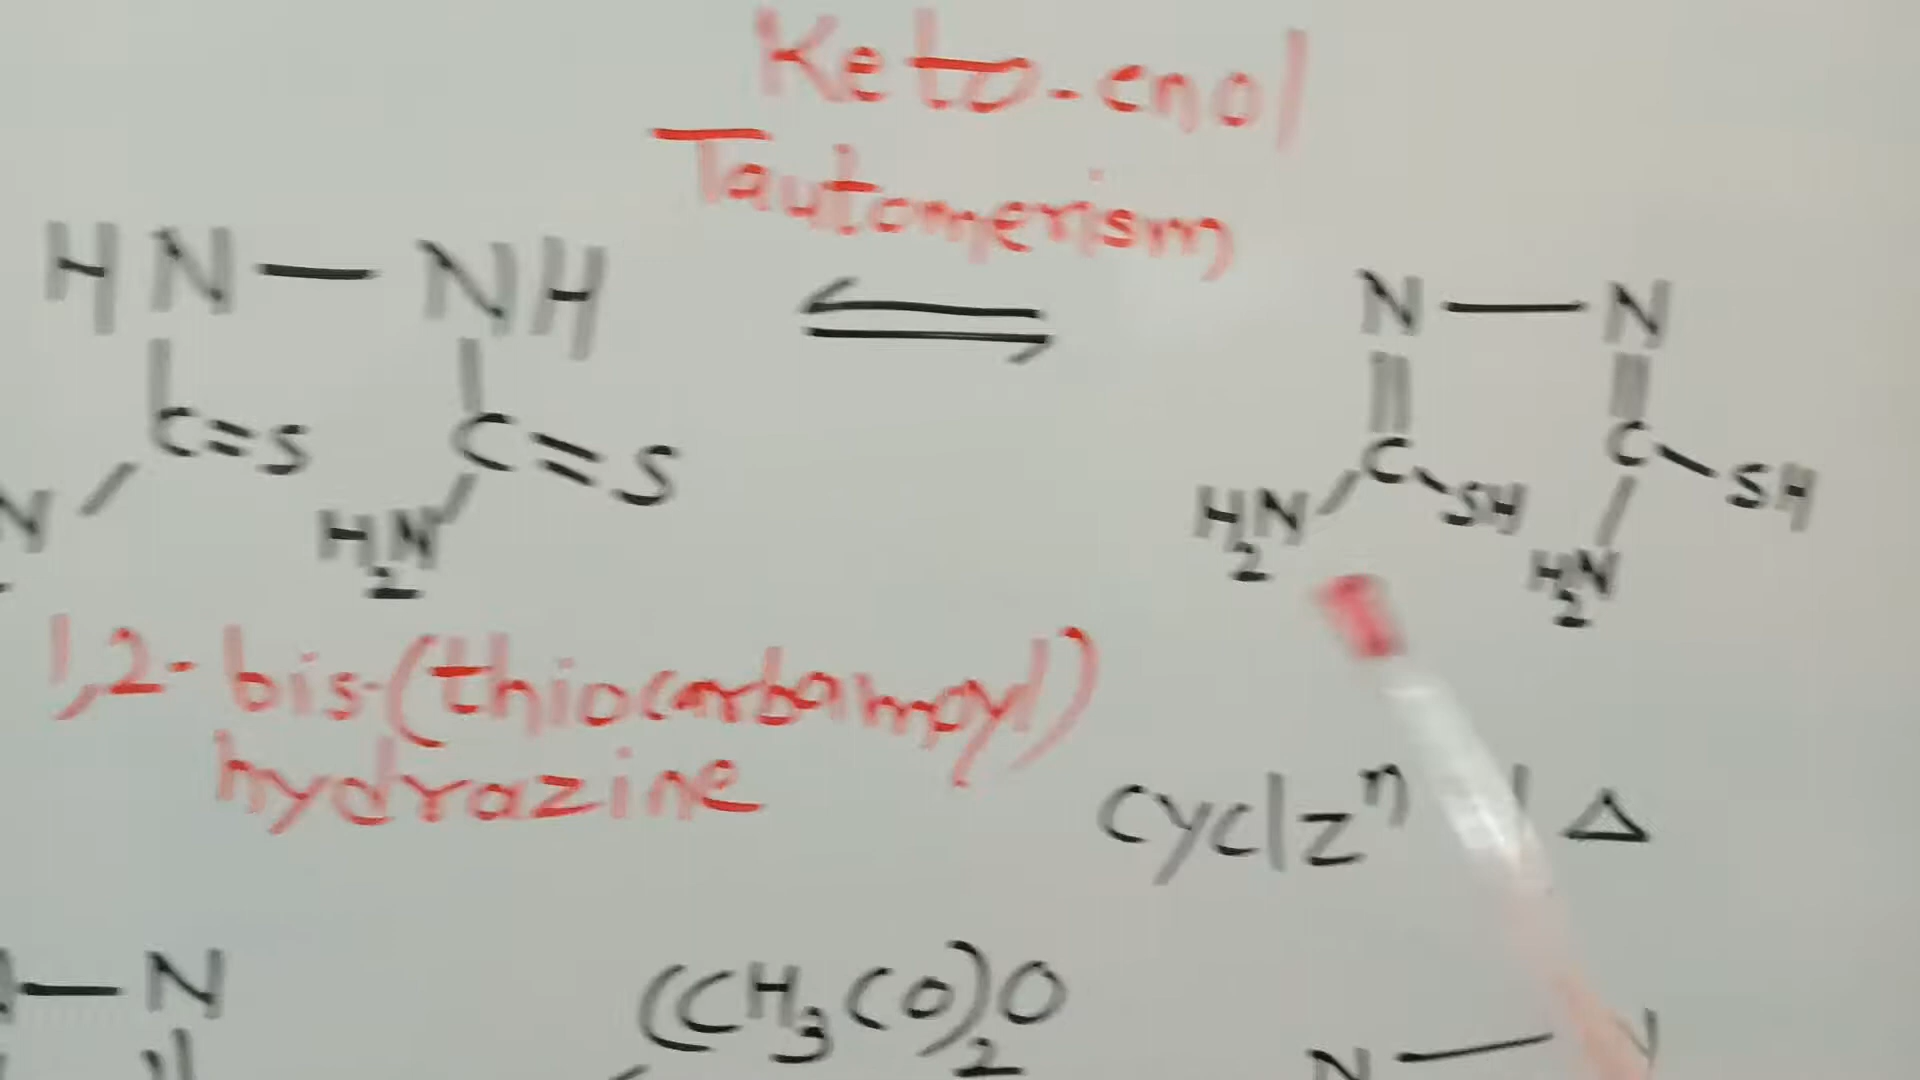 Keto-enol
Tautomerism
HN — NH
N — N
C=S
C=S
C
SH
C
SH
N
H2N
H2N
H2N
1,2-bis-(thiocarbamoyl)
hydrazine
cyclzⁿ
Δ
— N
(CH3CO)2O
N —